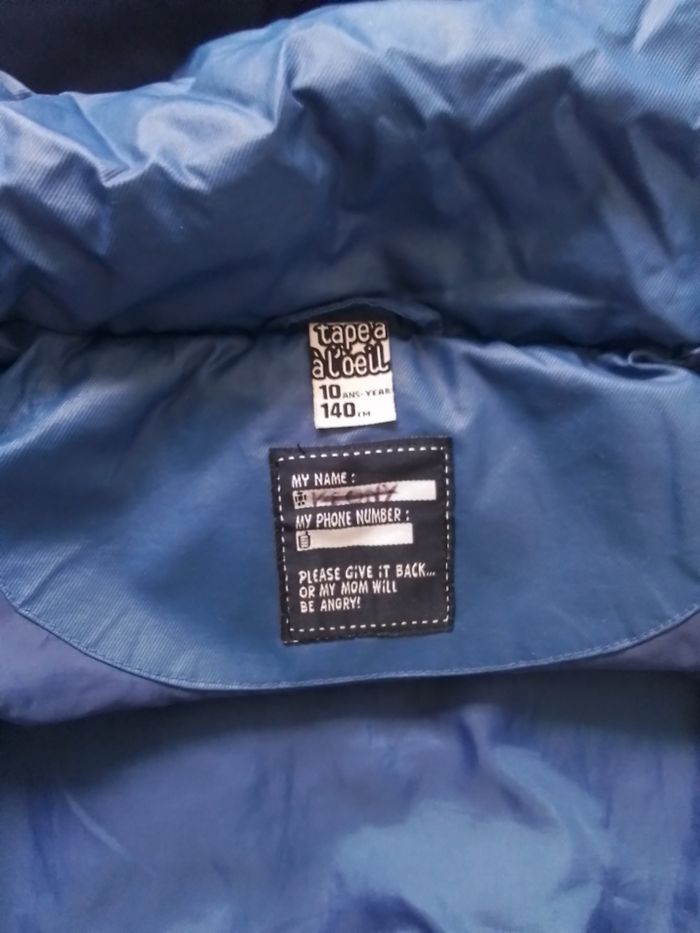 tape à
à l'oeil
10 ANS-YEAR
140 CM
MY NAME :
MY PHONE NUMBER :
PLEASE GIVE IT BACK...
OR MY MOM WILL
BE ANGRY!